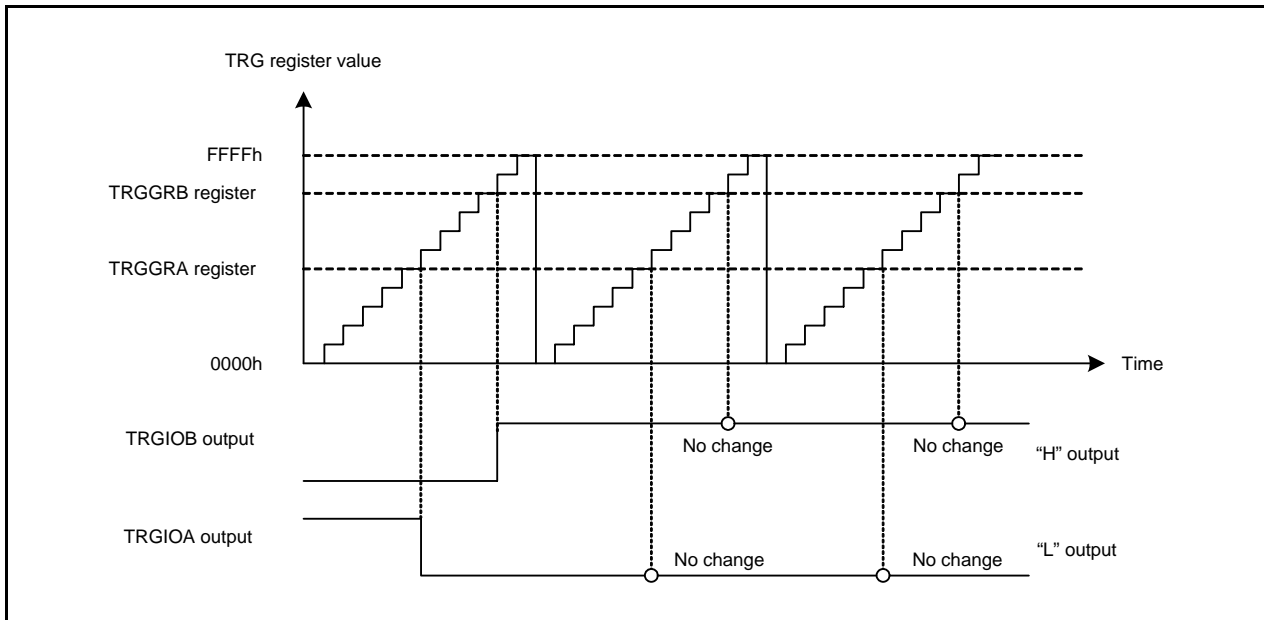 TRG register value
FFFFh
TRGGRB register
TRGGRA register
0000h
Time
TRGIOB output
No change
No change
“H” output
TRGIOA output
No change
No change
“L” output